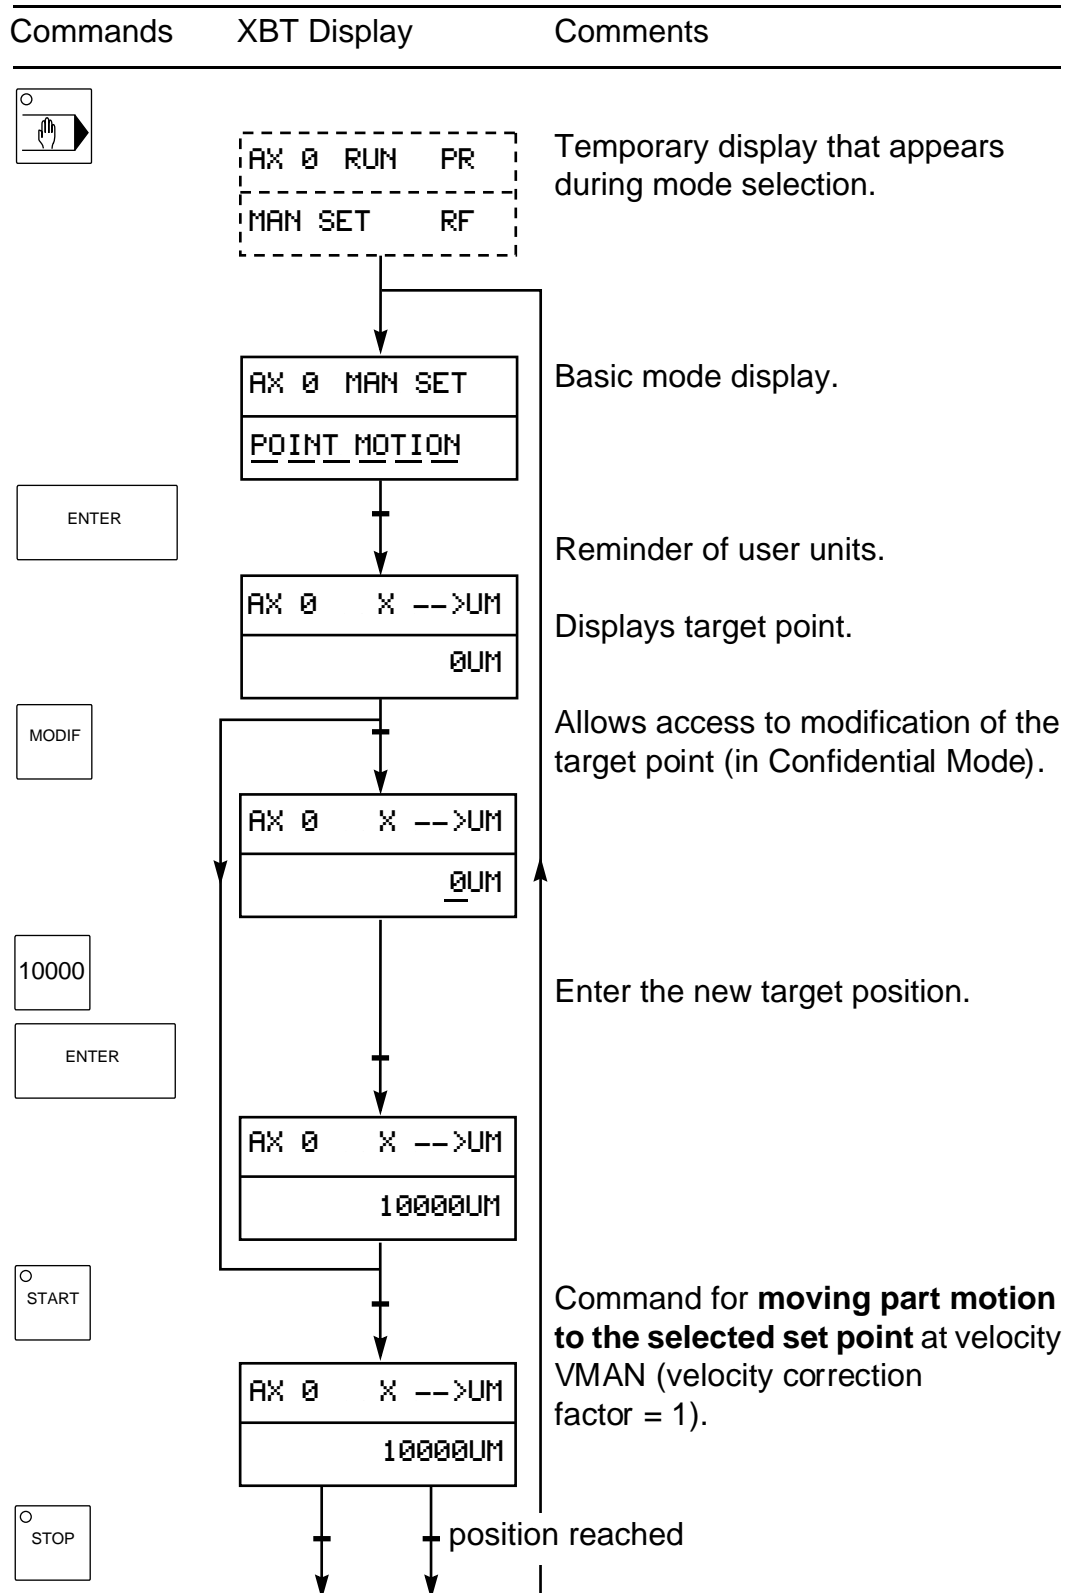 Commands XBT Display Comments
AX 0 RUN PR
MAN SET RF
Temporary display that appears
during mode selection.
AX 0 MAN SET
POINT MOTION
Basic mode display.
ENTER
Reminder of user units.
AX 0 X -->UM
0UM
Displays target point.
MODIF
Allows access to modification of the
target point (in Confidential Mode).
AX 0 X -->UM
0UM
10000
Enter the new target position.
ENTER
AX 0 X -->UM
10000UM
START
Command for moving part motion
to the selected set point at velocity
VMAN (velocity correction
factor = 1).
AX 0 X -->UM
10000UM
STOP
position reached